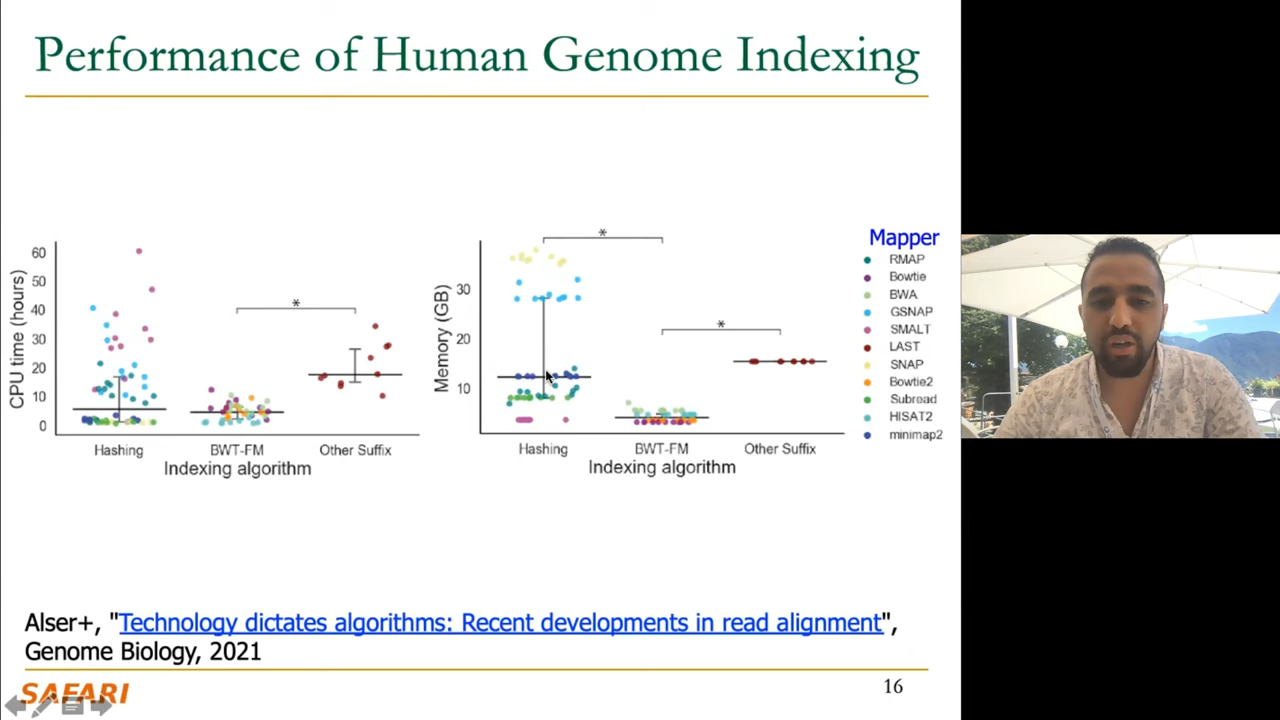 Performance of Human Genome Indexing
CPU time (hours)
60
50
40
30
20
10
0
*
Hashing
BWT-FM
Other Suffix
Indexing algorithm
Memory (GB)
30
20
10
*
*
Hashing
BWT-FM
Other Suffix
Indexing algorithm
Mapper
RMAP
Bowtie
BWA
GSNAP
SMALT
LAST
SNAP
Bowtie2
Subread
HISAT2
minimap2
Alser+, "Technology dictates algorithms: Recent developments in read alignment",
Genome Biology, 2021
SAFARI
16